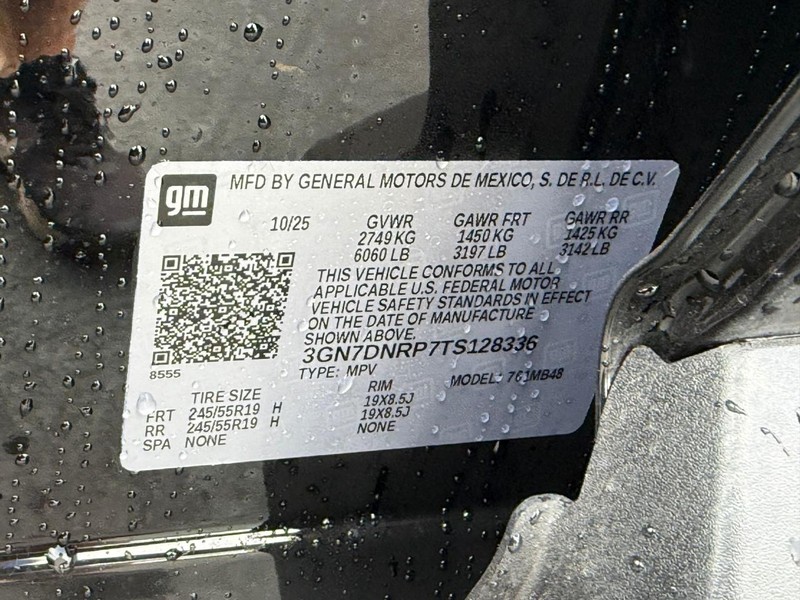 gm
MFD BY GENERAL MOTORS DE MEXICO, S. DE R.L. DE C.V.
10/25 GVWR GAWR FRT GAWR RR
2749 KG 1450 KG 1425 KG
6060 LB 3197 LB 3142 LB
THIS VEHICLE CONFORMS TO ALL
APPLICABLE U.S. FEDERAL MOTOR
VEHICLE SAFETY STANDARDS IN EFFECT
ON THE DATE OF MANUFACTURE
SHOWN ABOVE.
3GN7DNRP7TS128336
8555
TYPE: MPV MODEL:
TIRE SIZE RIM
FRT 245/55R19 H 19X8.5J
RR 245/55R19 H 19X8.5J
SPA NONE NONE